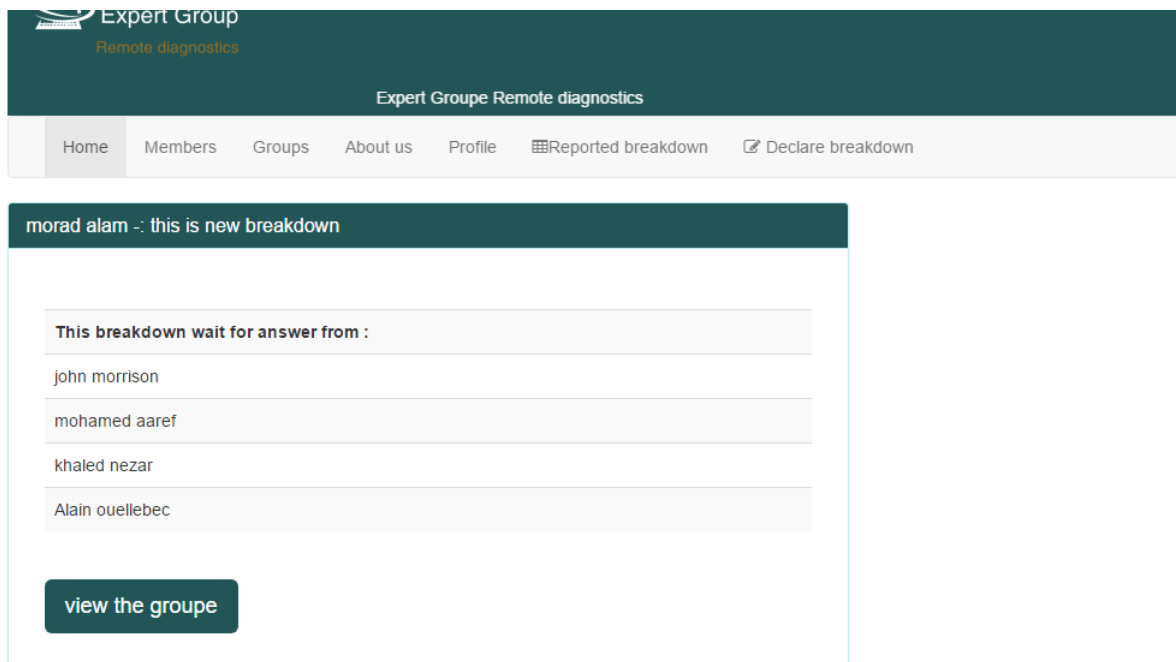 Expert Group
Remote diagnostics
Expert Groupe Remote diagnostics
Home Members Groups About us Profile Reported breakdown Declare breakdown
morad alam -: this is new breakdown
This breakdown wait for answer from :
john morrison
mohamed aaref
khaled nezar
Alain ouellebec
view the groupe